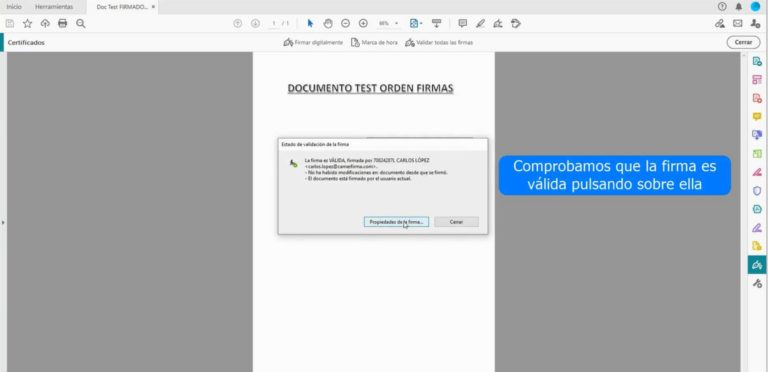 Inicio Herramientas Doc Test FIRMADO... ×
1 / 1 66%
Certificados Firmar digitalmente Marca de hora Validar todas las firmas Cerrar
DOCUMENTO TEST ORDEN FIRMAS
Estado de validación de la firma
La firma es VÁLIDA, firmada por 70824207L CARLOS LÓPEZ
<carlos.lopez@camerfirma.com>.
- No ha habido modificaciones en: documento desde que se firmó.
- El documento está firmado por el usuario actual.
Propiedades de la firma... Cerrar
Comprobamos que la firma es
válida pulsando sobre ella